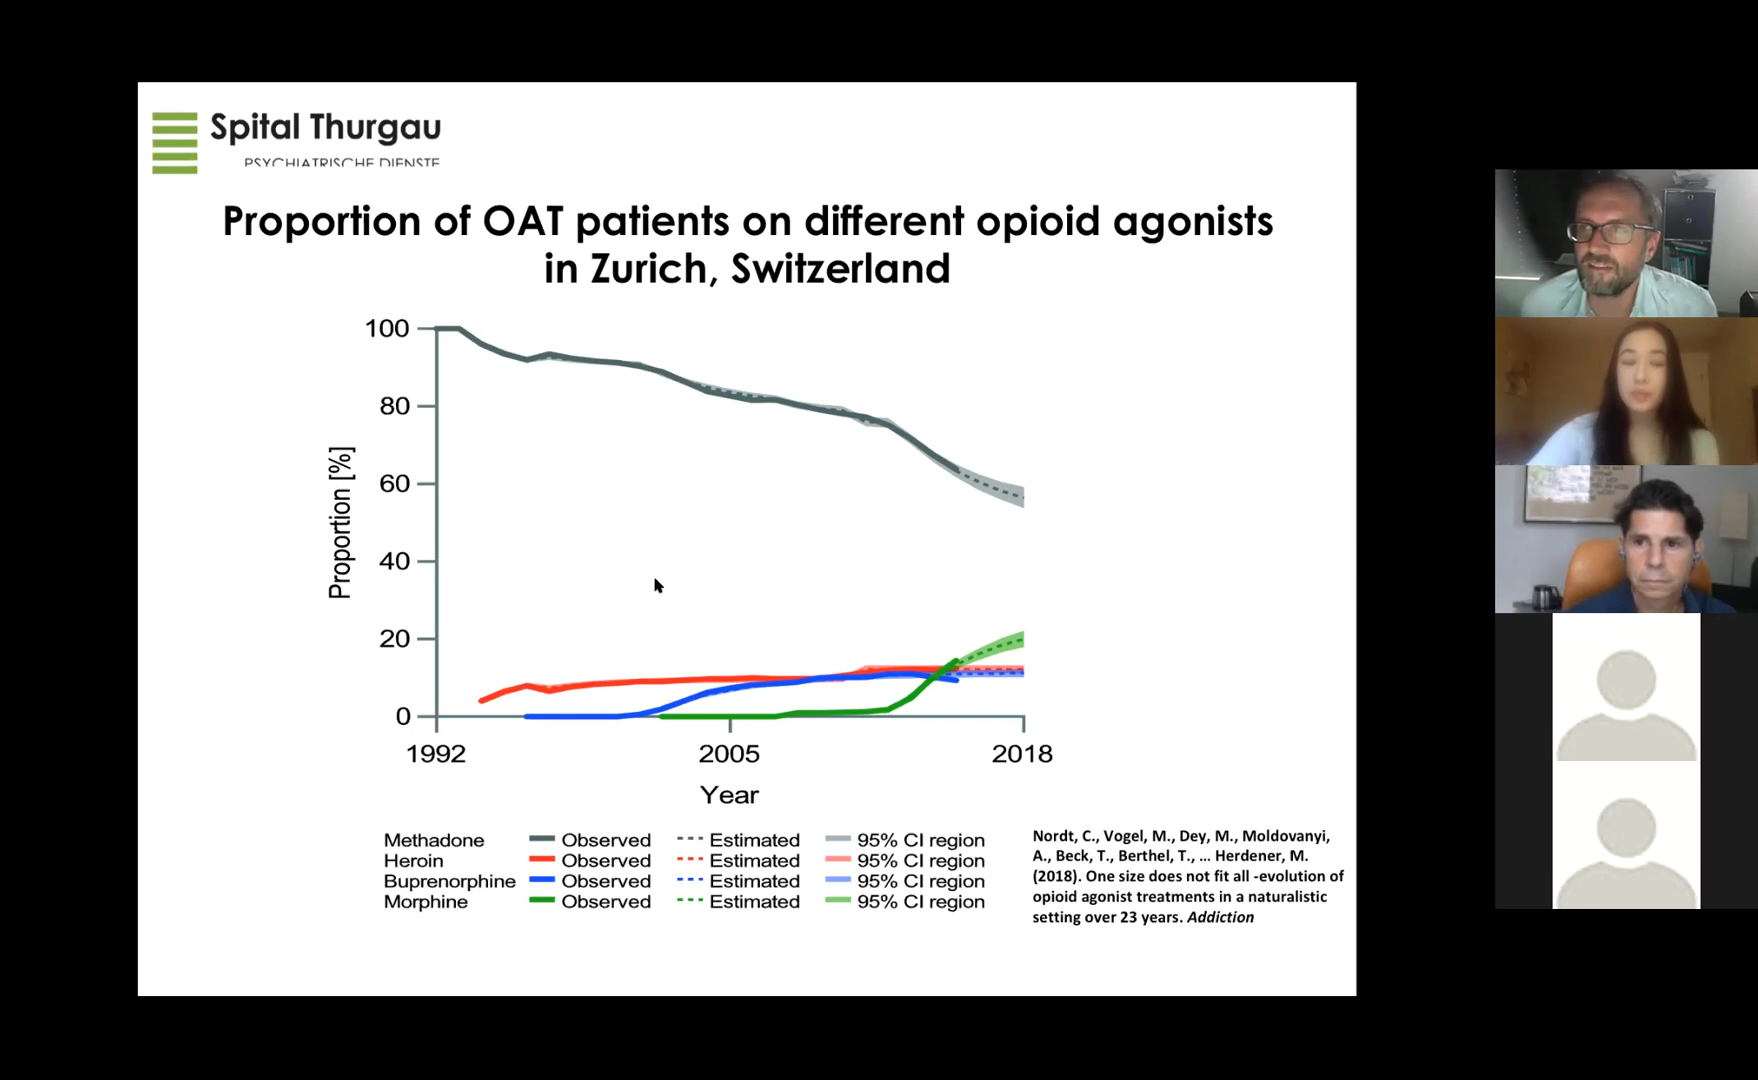 Spital Thurgau
PSYCHIATRISCHE DIENSTE
Proportion of OAT patients on different opioid agonists
in Zurich, Switzerland
Proportion [%]
100
80
60
40
20
0
1992
2005
2018
Year
Methadone Observed Estimated 95% CI region
Heroin Observed Estimated 95% CI region
Buprenorphine Observed Estimated 95% CI region
Morphine Observed Estimated 95% CI region
Nordt, C., Vogel, M., Dey, M., Moldovanyi,
A., Beck, T., Berthel, T., ... Herdener, M.
(2018). One size does not fit all -evolution of
opioid agonist treatments in a naturalistic
setting over 23 years. Addiction